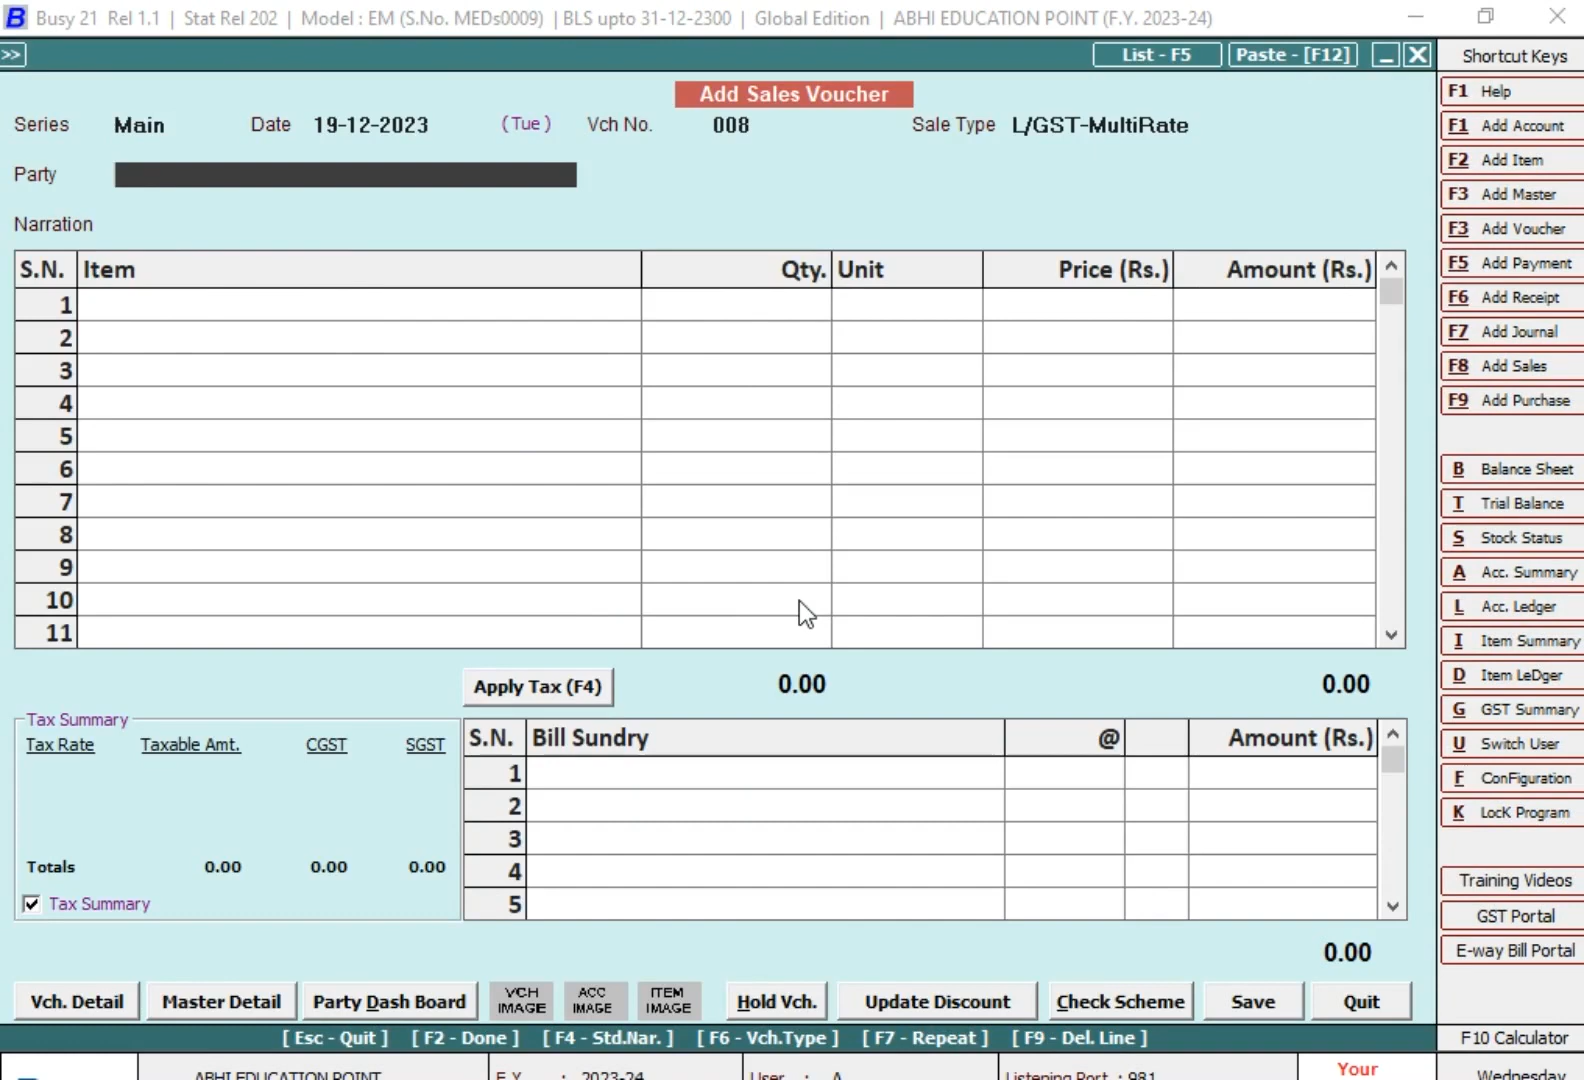 Busy 21 Rel 1.1 | Stat Rel 202 | Model : EM (S.No. MEDs0009) | BLS upto 31-12-2300 | Global Edition | ABHI EDUCATION POINT (F.Y. 2023-24)
>> List - F5 Paste - [F12] Shortcut Keys
Add Sales Voucher
Series Main Date 19-12-2023 (Tue) Vch No. 008 Sale Type L/GST-MultiRate
Party
Narration
S.N. Item Qty. Unit Price (Rs.) Amount (Rs.)
1
2
3
4
5
6
7
8
9
10
11
Apply Tax (F4) 0.00 0.00
Tax Summary
Tax Rate Taxable Amt. CGST SGST
Totals 0.00 0.00 0.00
Tax Summary
S.N. Bill Sundry @ Amount (Rs.)
1
2
3
4
5
0.00
Vch. Detail Master Detail Party Dash Board VCH IMAGE ACC IMAGE ITEM IMAGE Hold Vch. Update Discount Check Scheme Save Quit
[ Esc - Quit ] [ F2 - Done ] [ F4 - Std.Nar. ] [ F6 - Vch.Type ] [ F7 - Repeat ] [ F9 - Del. Line ]
F1 Help
F1 Add Account
F2 Add Item
F3 Add Master
F3 Add Voucher
F5 Add Payment
F6 Add Receipt
F7 Add Journal
F8 Add Sales
F9 Add Purchase
B Balance Sheet
T Trial Balance
S Stock Status
A Acc. Summary
L Acc. Ledger
I Item Summary
D Item LeDger
G GST Summary
U Switch User
F ConFiguration
K LocK Program
Training Videos
GST Portal
E-way Bill Portal
F10 Calculator
ABHI EDUCATION POINT F.Y. : 2023-24 User : A Listening Port : 981 Your Wednesday